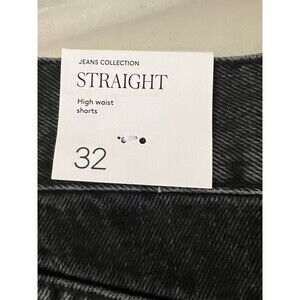 JEANS COLLECTION
STRAIGHT
High waist
shorts
32